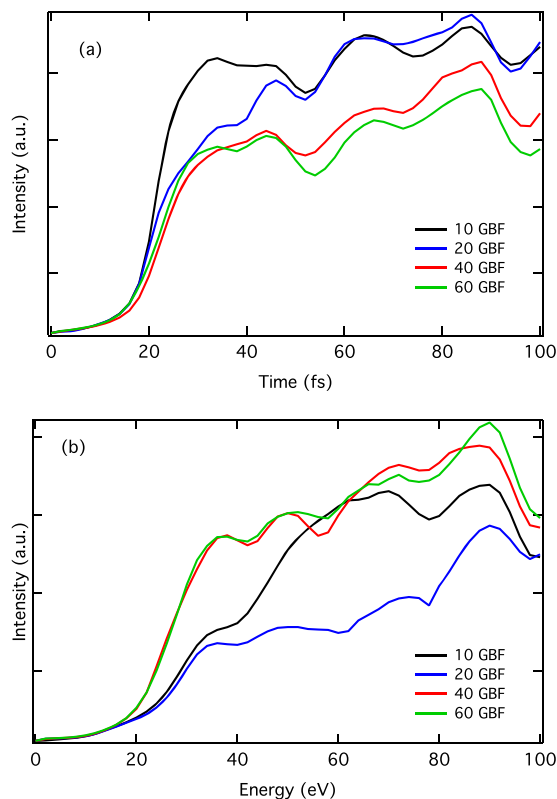 (a)
Intensity (a.u.)
10 GBF
20 GBF
40 GBF
60 GBF
0 20 40 60 80 100
Time (fs)
(b)
Intensity (a.u.)
10 GBF
20 GBF
40 GBF
60 GBF
0 20 40 60 80 100
Energy (eV)